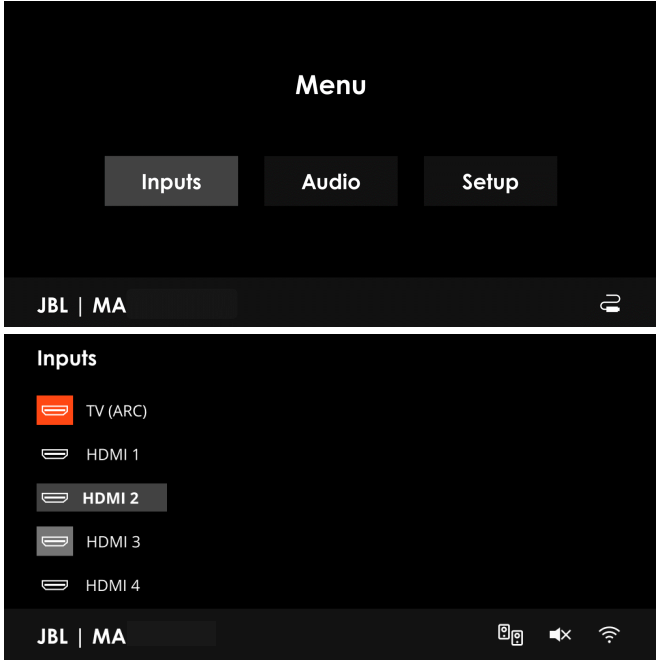 Menu
Inputs Audio Setup
JBL | MA
Inputs
TV (ARC)
HDMI 1
HDMI 2
HDMI 3
HDMI 4
JBL | MA